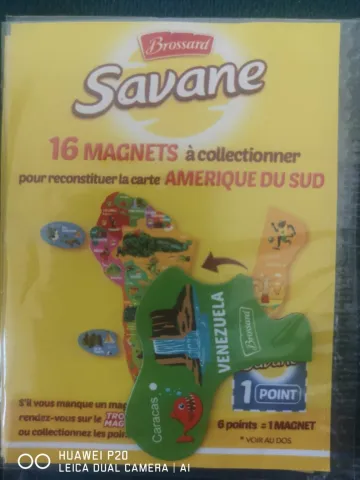 Brossard
Savane
16 MAGNETS à collectionner
pour reconstituer la carte AMERIQUE DU SUD
VENEZUELA
Brossard
Caracas
Savane
1 POINT
S'il vous manque un
rendez-vous sur le
ou collectionnez les
6 points = 1 MAGNET
* VOIR AU DOS
HUAWEI P20
LEICA DUAL CAMERA | AI